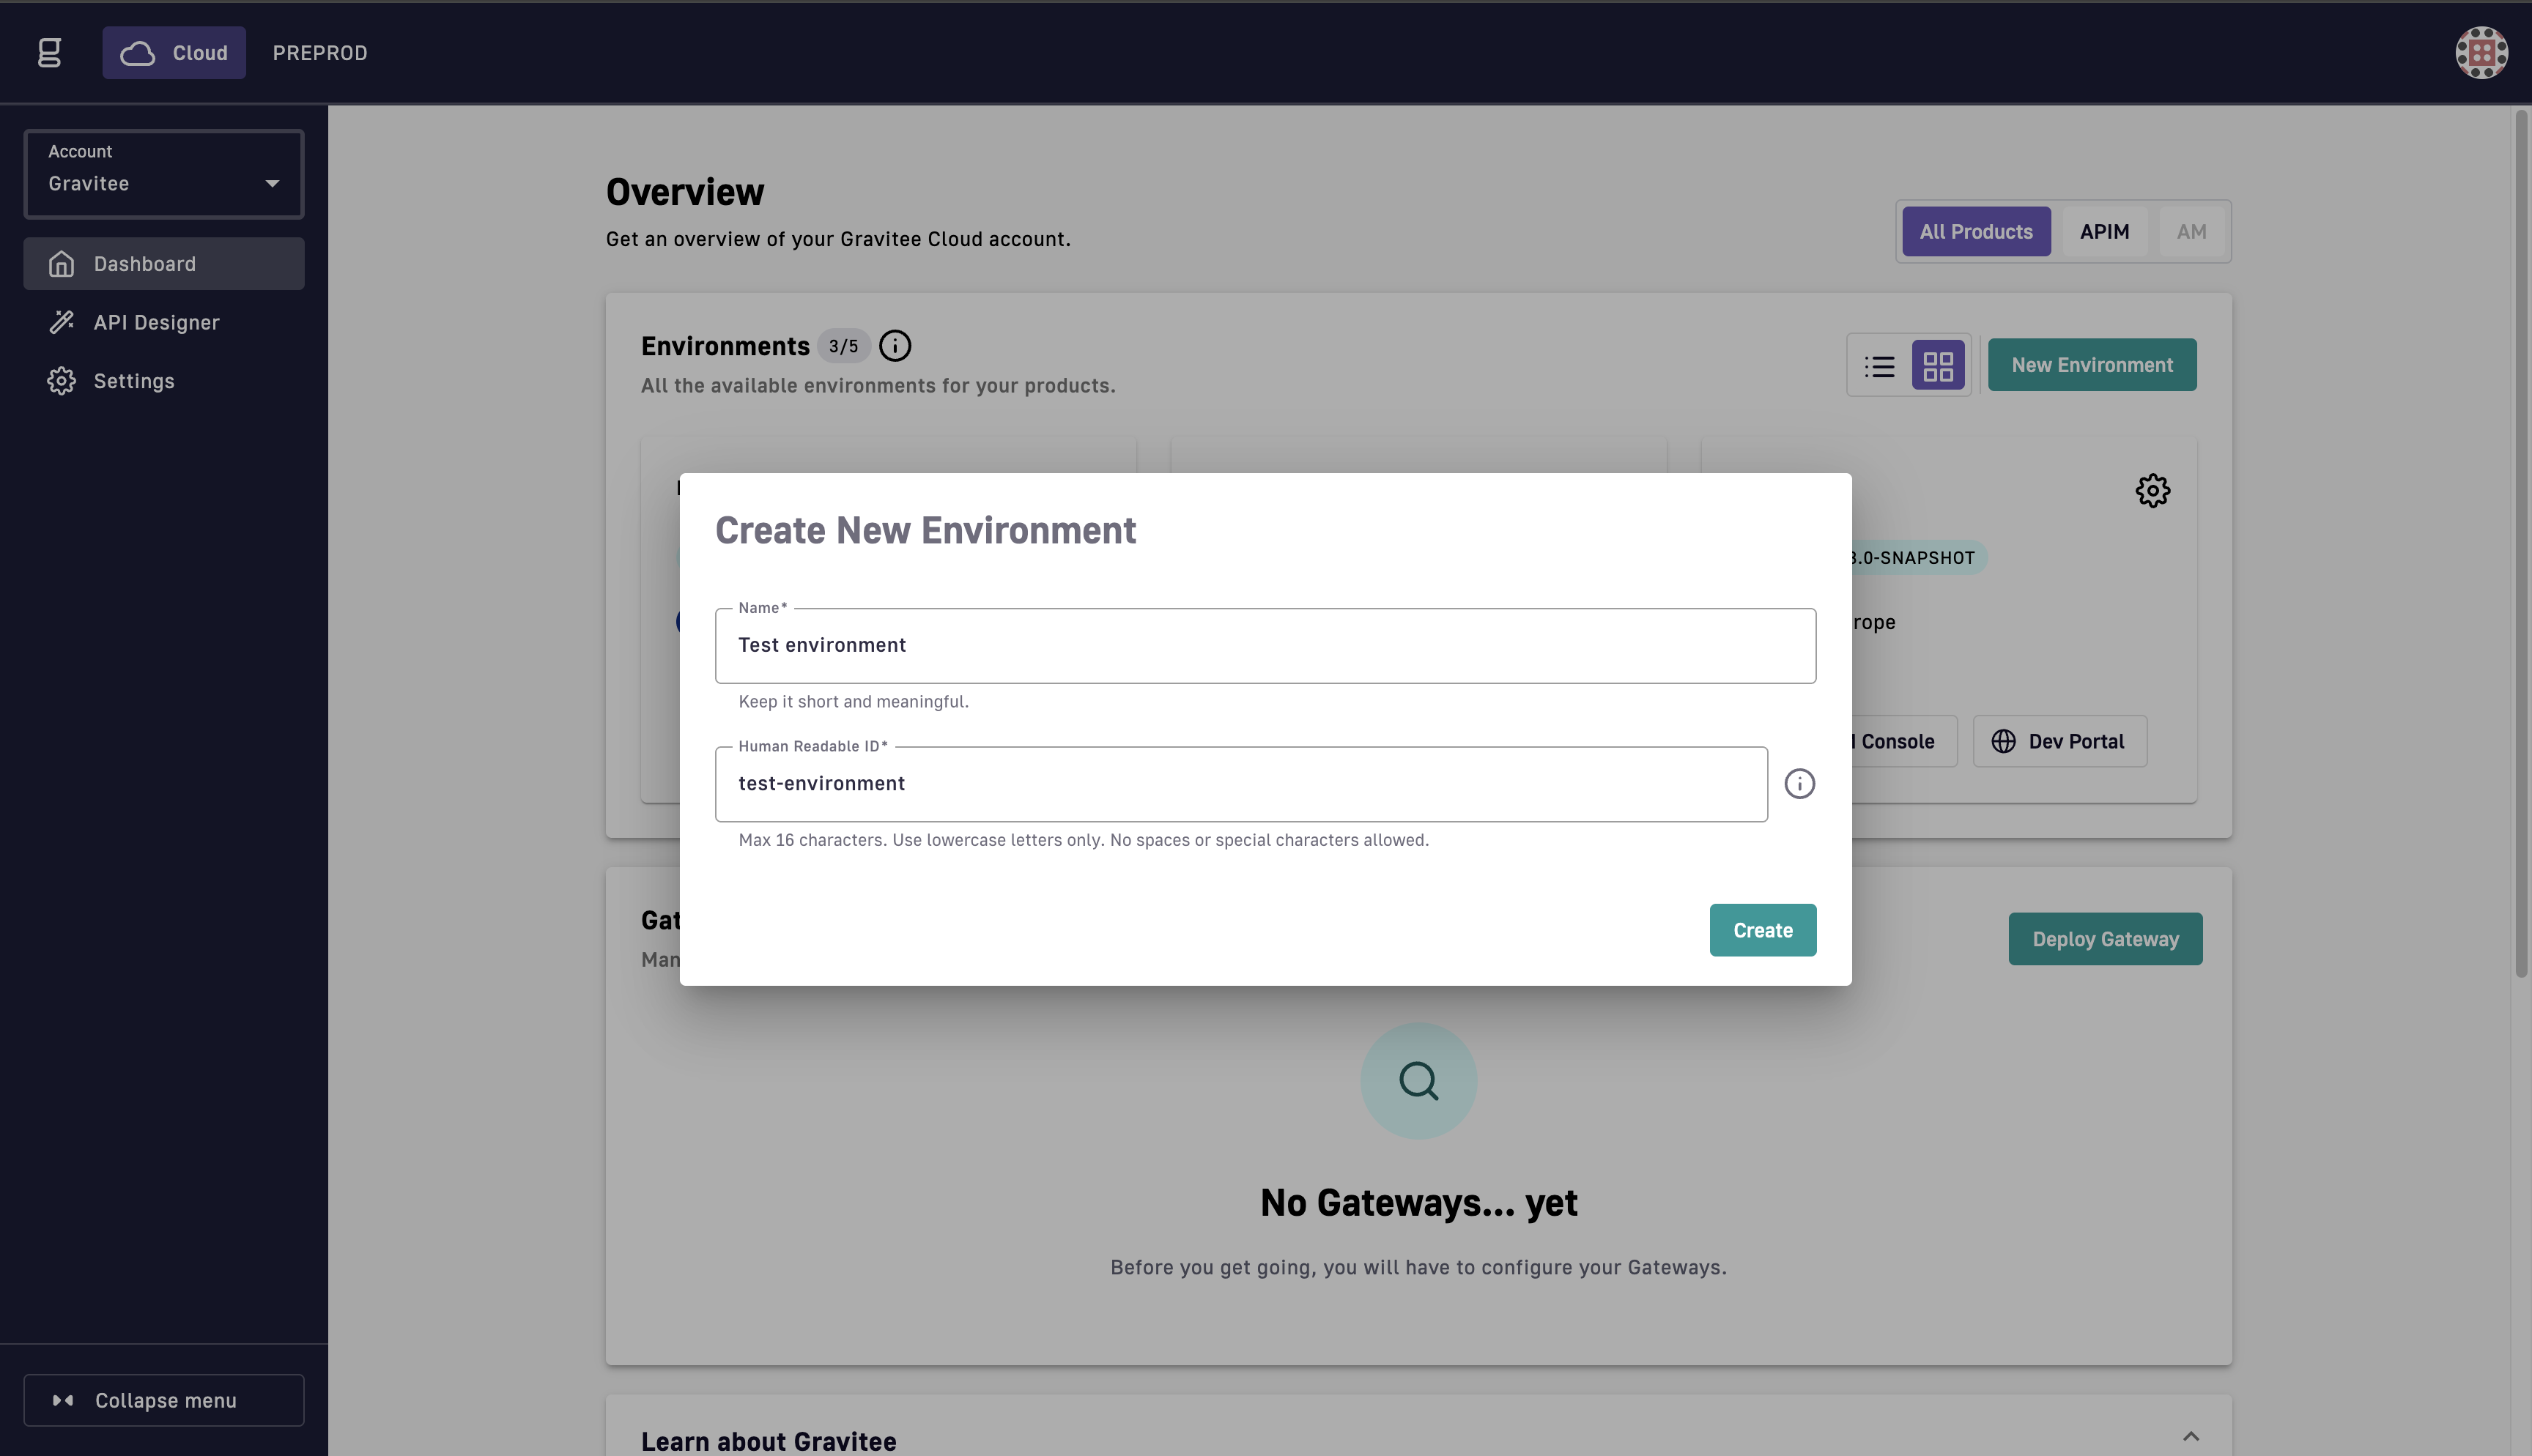 g
Cloud
PREPROD
Account
Gravitee
Dashboard
API Designer
Settings
Collapse menu
Overview
Get an overview of your Gravitee Cloud account.
All Products
APIM
AM
Environments 3/5
All the available environments for your products.
New Environment
Create New Environment
Name*
Test environment
Keep it short and meaningful.
Human Readable ID*
test-environment
Max 16 characters. Use lowercase letters only. No spaces or special characters allowed.
Create
.0-SNAPSHOT
rope
Console
Dev Portal
Gat
Man
Deploy Gateway
No Gateways... yet
Before you get going, you will have to configure your Gateways.
Learn about Gravitee